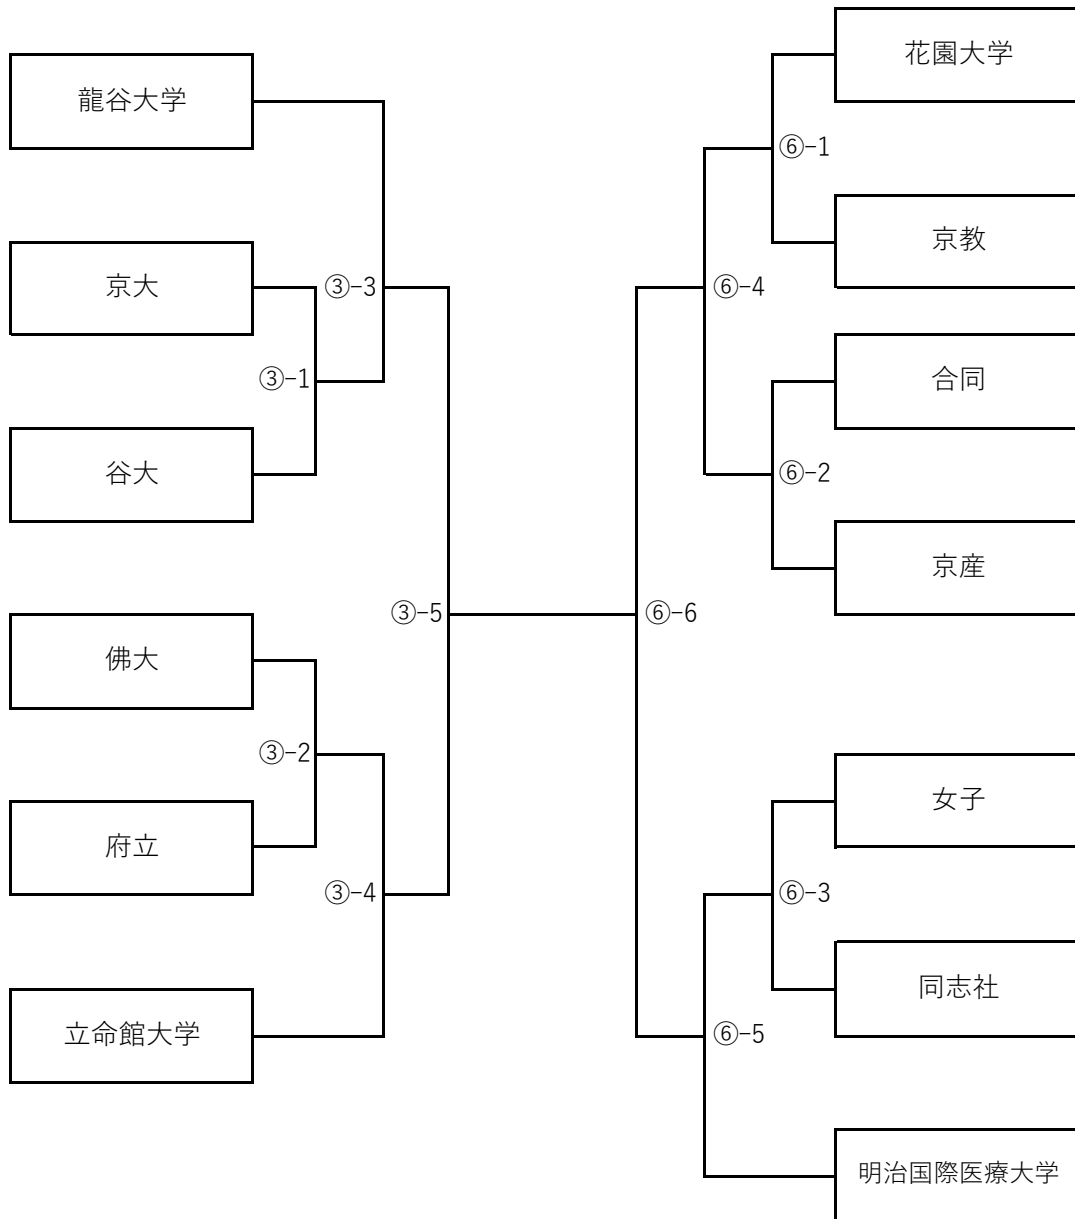 龍谷大学
京大
③-3
③-1
谷大
③-5
佛大
③-2
府立
③-4
立命館大学
花園大学
⑥-1
京教
⑥-4
合同
⑥-2
京産
⑥-6
女子
⑥-3
同志社
⑥-5
明治国際医療大学